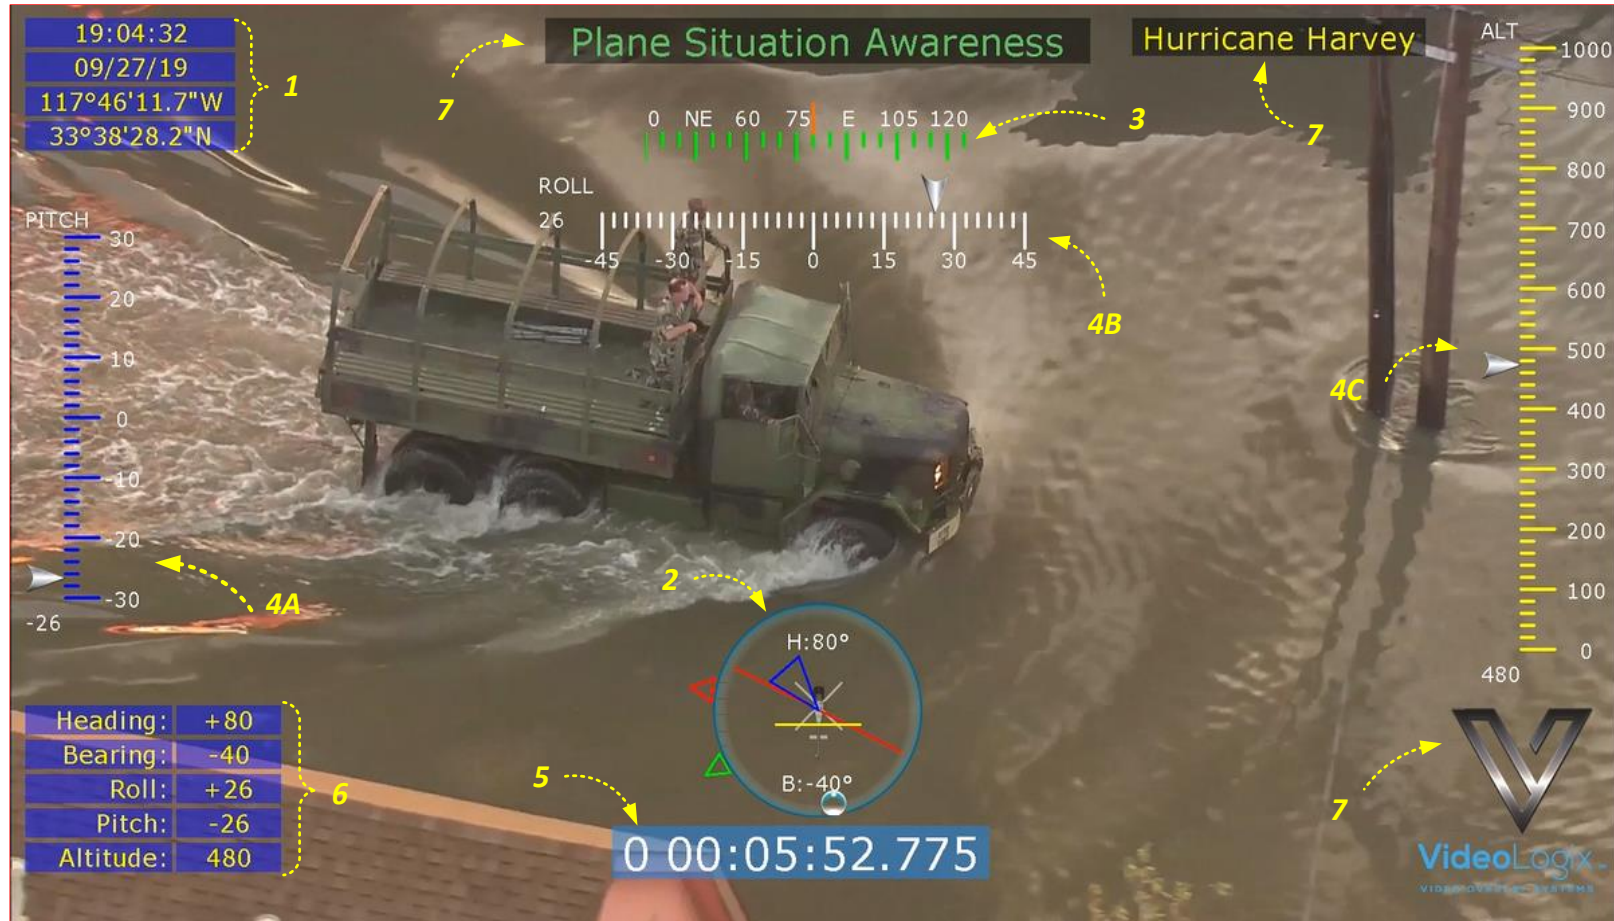 19:04:32
09/27/19
117°46'11.7"W
33°38'28.2"N
1
7
Plane Situation Awareness
Hurricane Harvey
7
ALT
1000
900
800
700
600
500
400
300
200
100
0
480
0 NE 60 75 E 105 120
3
ROLL
26
-45 -30 -15 0 15 30 45
4B
4C
PITCH
30
20
10
0
-10
-20
-30
-26
4A
2
H:80°
B:-40°
5
0 00:05:52.775
Heading: +80
Bearing: -40
Roll: +26
Pitch: -26
Altitude: 480
6
7
VideoLogix
VIDEO OVERLAY SYSTEMS